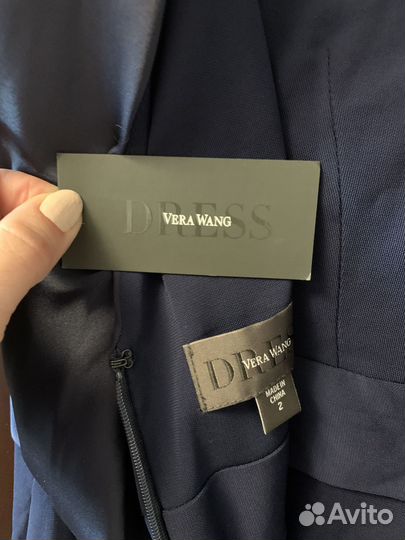 DRESS
VERA WANG
DRESS
VERA WANG
MADE IN
CHINA
2
Avito